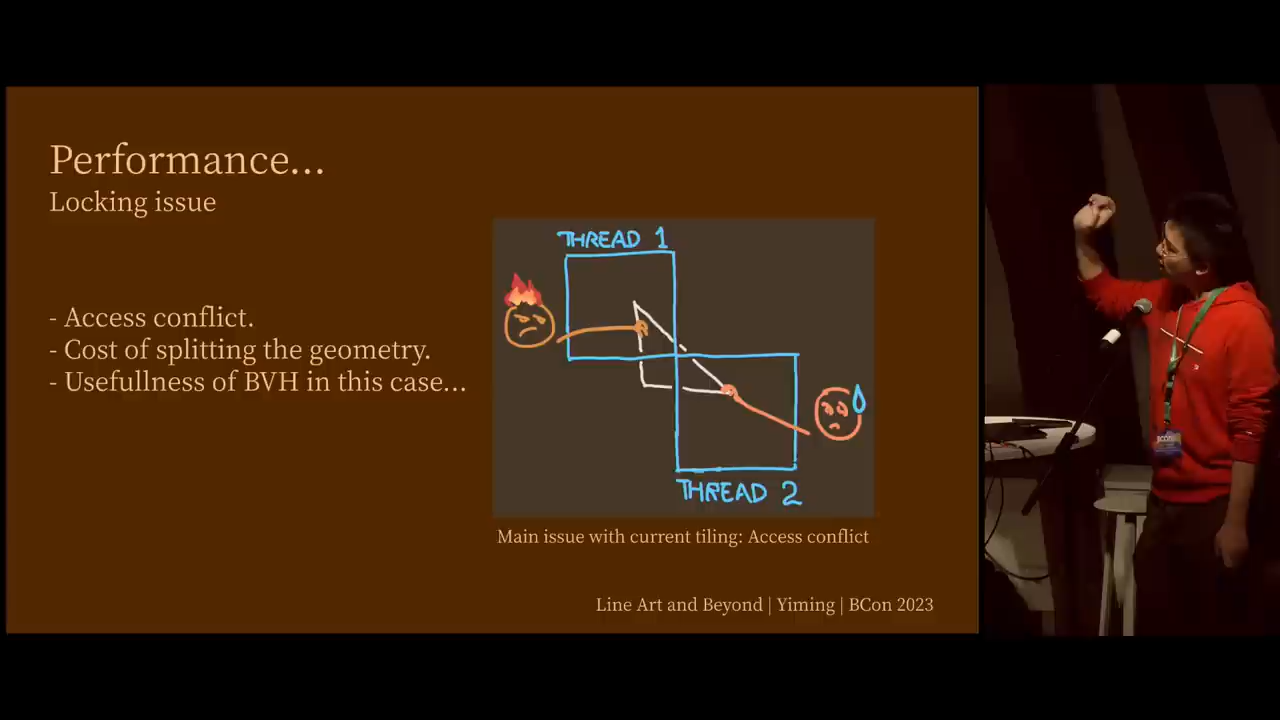 Performance...
Locking issue
- Access conflict.
- Cost of splitting the geometry.
- Usefullness of BVH in this case...
THREAD 1
THREAD 2
Main issue with current tiling: Access conflict
Line Art and Beyond | Yiming | BCon 2023
BCON